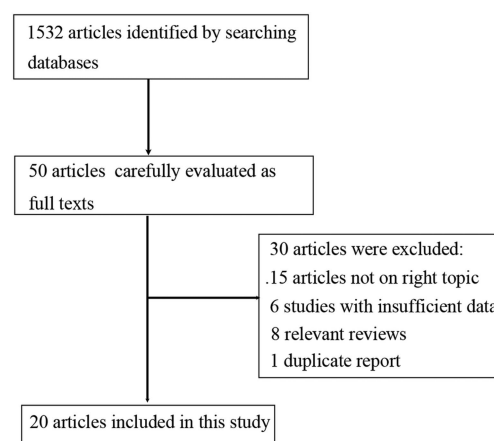 1532 articles identified by searching
databases
50 articles carefully evaluated as
full texts
30 articles were excluded:
.15 articles not on right topic
6 studies with insufficient data
8 relevant reviews
1 duplicate report
20 articles included in this study